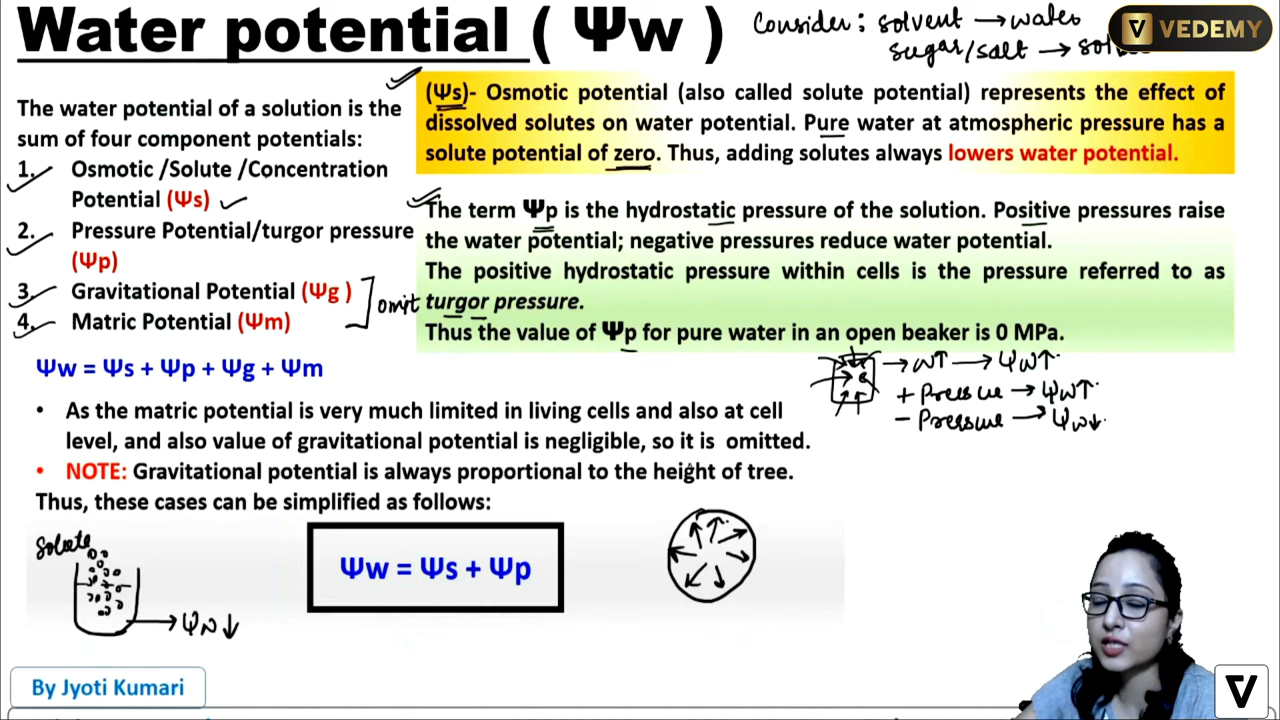 Water potential ( Ψw )
Consider: solvent → water
sugar/salt →
VEDEMY
The water potential of a solution is the
sum of four component potentials:
1. Osmotic /Solute /Concentration
Potential (Ψs)
2. Pressure Potential/turgor pressure
(Ψp)
3. Gravitational Potential (Ψg )
4. Matric Potential (Ψm)
omit
Ψw = Ψs + Ψp + Ψg + Ψm
(Ψs)- Osmotic potential (also called solute potential) represents the effect of
dissolved solutes on water potential. Pure water at atmospheric pressure has a
solute potential of zero. Thus, adding solutes always lowers water potential.
The term Ψp is the hydrostatic pressure of the solution. Positive pressures raise
the water potential; negative pressures reduce water potential.
The positive hydrostatic pressure within cells is the pressure referred to as
turgor pressure.
Thus the value of Ψp for pure water in an open beaker is 0 MPa.
→ → Ψw↑
+ Pressure → Ψw↑
- Pressure → Ψw↓
• As the matric potential is very much limited in living cells and also at cell
level, and also value of gravitational potential is negligible, so it is omitted.
• NOTE: Gravitational potential is always proportional to the height of tree.
Thus, these cases can be simplified as follows:
Solute
→ Ψw ↓
Ψw = Ψs + Ψp
By Jyoti Kumari